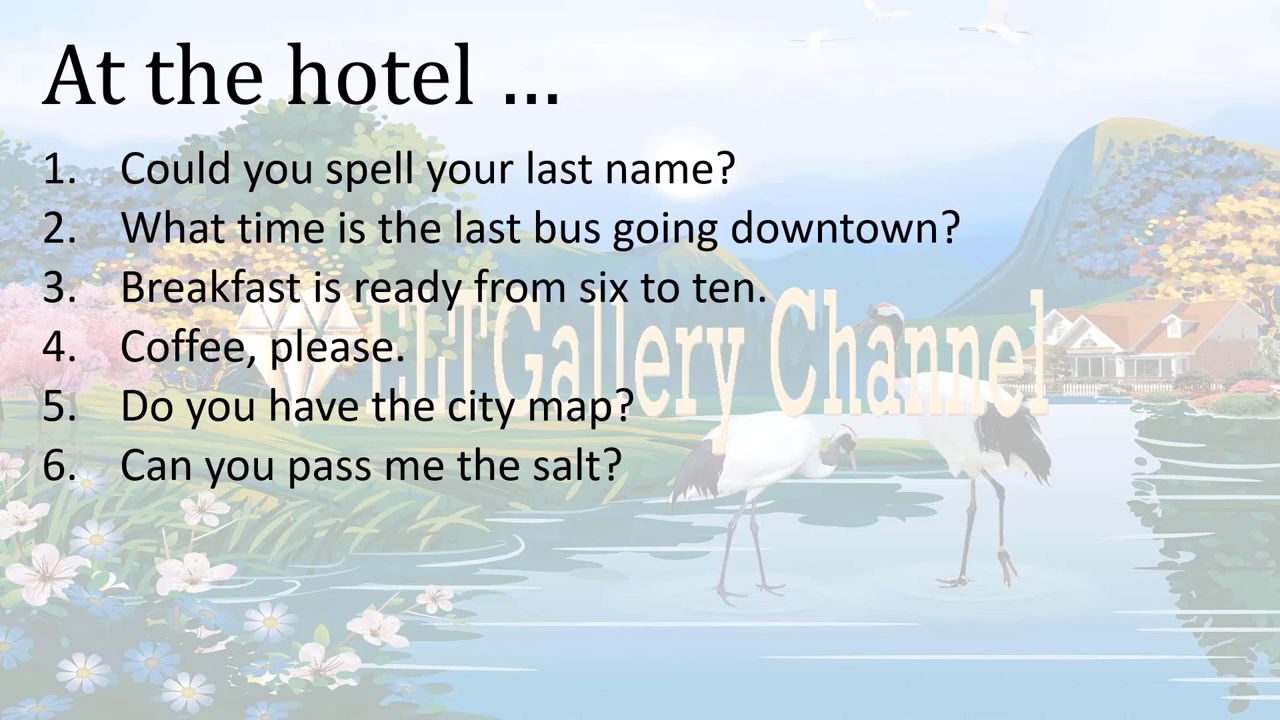 At the hotel …
1. Could you spell your last name?
2. What time is the last bus going downtown?
3. Breakfast is ready from six to ten.
4. Coffee, please.
5. Do you have the city map?
6. Can you pass me the salt?
ELTGallery Channel